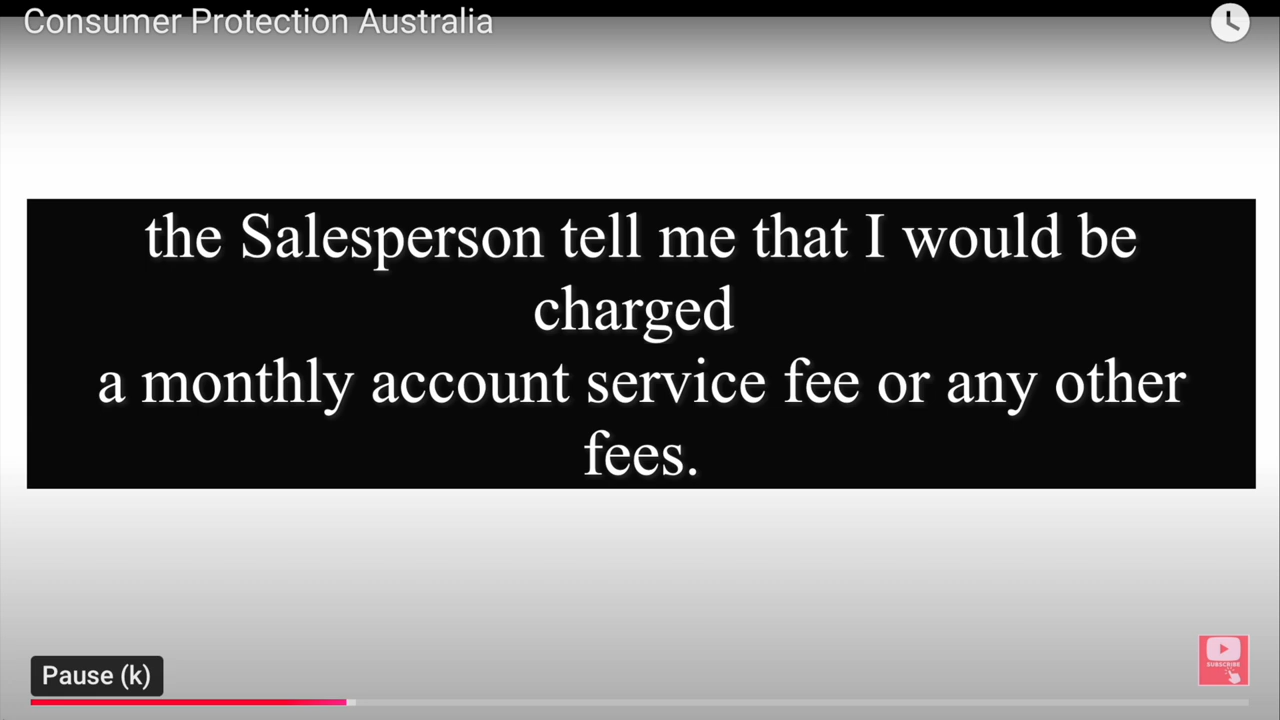 Consumer Protection Australia
the Salesperson tell me that I would be
charged
a monthly account service fee or any other
fees.
SUBSCRIBE
Pause (k)